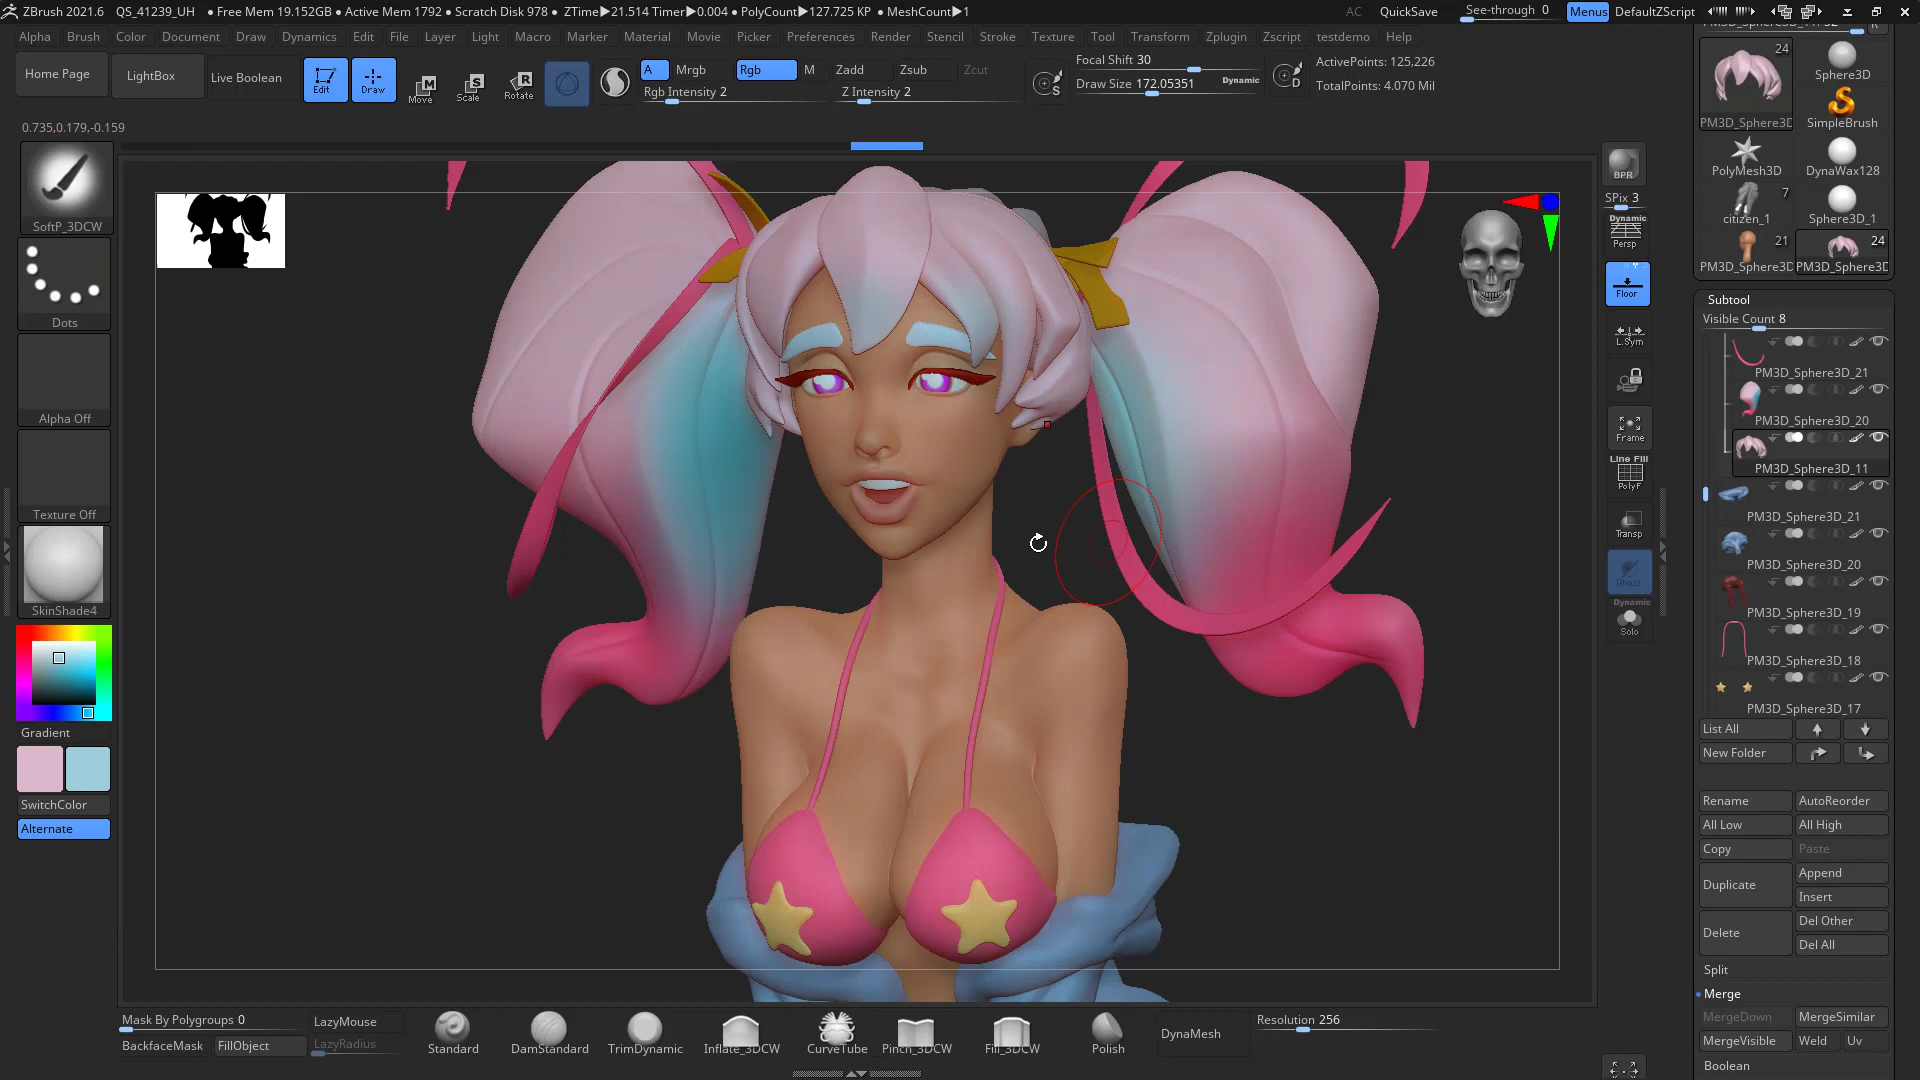 ZBrush 2021.6 QS_41239_UH • Free Mem 19.152GB • Active Mem 1792 • Scratch Disk 978 • ZTime▶21.514 Timer▶0.004 • PolyCount▶127.725 KP • MeshCount▶1 AC QuickSave See-through 0 Menus DefaultZScript
Alpha Brush Color Document Draw Dynamics Edit File Layer Light Macro Marker Material Movie Picker Preferences Render Stencil Stroke Texture Tool Transform Zplugin Zscript testdemo Help
Home Page LightBox Live Boolean Edit Draw Move Scale Rotate
A Mrgb Rgb M Zadd Zsub Zcut
Rgb Intensity 2 Z Intensity 2
Focal Shift 30
Draw Size 172.05351 Dynamic
ActivePoints: 125,226
TotalPoints: 4.070 Mil
0.735,0.179,-0.159
SoftP_3DCW
Dots
Alpha Off
Texture Off
SkinShade4
Gradient
SwitchColor
Alternate
BPR
SPix 3
Dynamic
Persp
Floor
L.Sym
Frame
Line Fill
PolyF
Transp
Ghost
Dynamic
Solo
24
Sphere3D
PM3D_Sphere3D
SimpleBrush
PolyMesh3D
DynaWax128
7
citizen_1
Sphere3D_1
21
24
PM3D_Sphere3D
PM3D_Sphere3D
Subtool
Visible Count 8
PM3D_Sphere3D_21
PM3D_Sphere3D_20
PM3D_Sphere3D_11
PM3D_Sphere3D_21
PM3D_Sphere3D_20
PM3D_Sphere3D_19
PM3D_Sphere3D_18
PM3D_Sphere3D_17
List All
New Folder
Rename AutoReorder
All Low All High
Copy Paste
Duplicate Append
Insert
Delete Del Other
Del All
Split
Merge
MergeDown MergeSimilar
MergeVisible Weld Uv
Boolean
Mask By Polygroups 0 LazyMouse
BackfaceMask FillObject LazyRadius
Standard DamStandard TrimDynamic Inflate_3DCW CurveTube Pinch_3DCW Fill_3DCW Polish
DynaMesh
Resolution 256